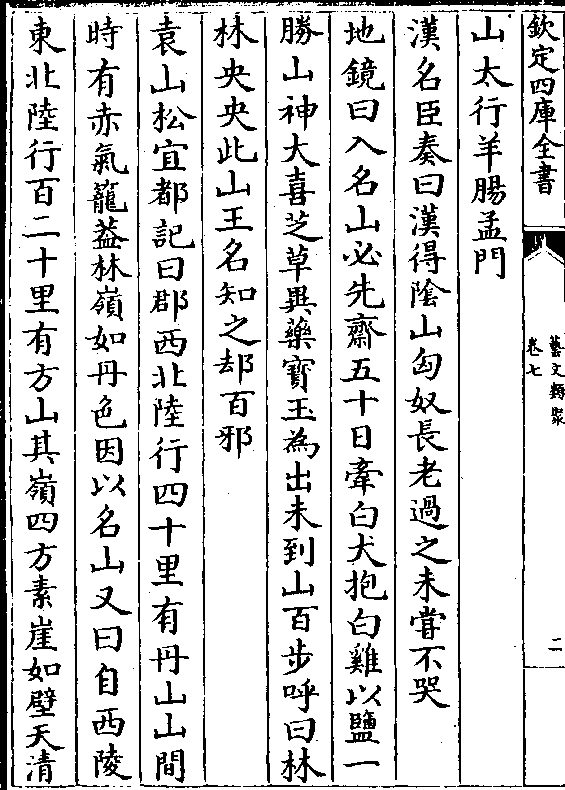 欽定四庫全書
藝文類聚
卷七
二
山太行羊腸孟門
漢名臣奏曰漢得隂山匈奴長老過之未甞不哭
地鏡曰入名山必先齋五十日牽白犬抱白雞以鹽一
勝山神大喜芝草異藥寳玉為出未到山百步呼曰林
林央央此山王名知之却百邪
袁山松宜都記曰郡西北陸行四十里有丹山山間
時有赤氣籠葢林嶺如丹色因以名山又曰自西陵
東北陸行百二十里有方山其嶺四方素崖如壁天清